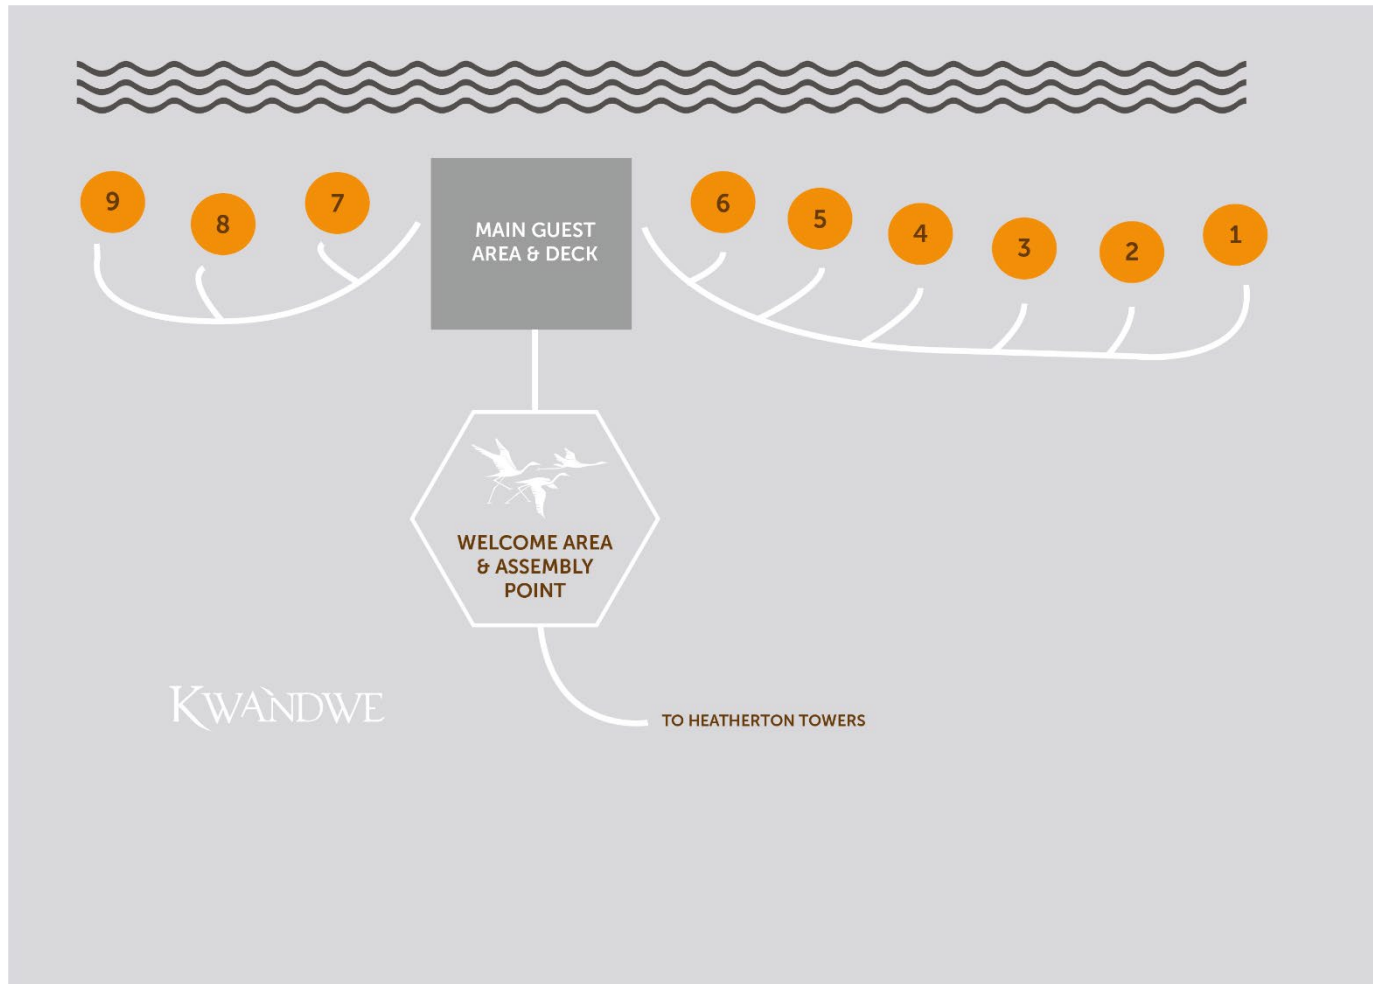 9
8
7
MAIN GUEST
AREA & DECK
6
5
4
3
2
1
WELCOME AREA
& ASSEMBLY
POINT
KWANDWE
TO HEATHERTON TOWERS